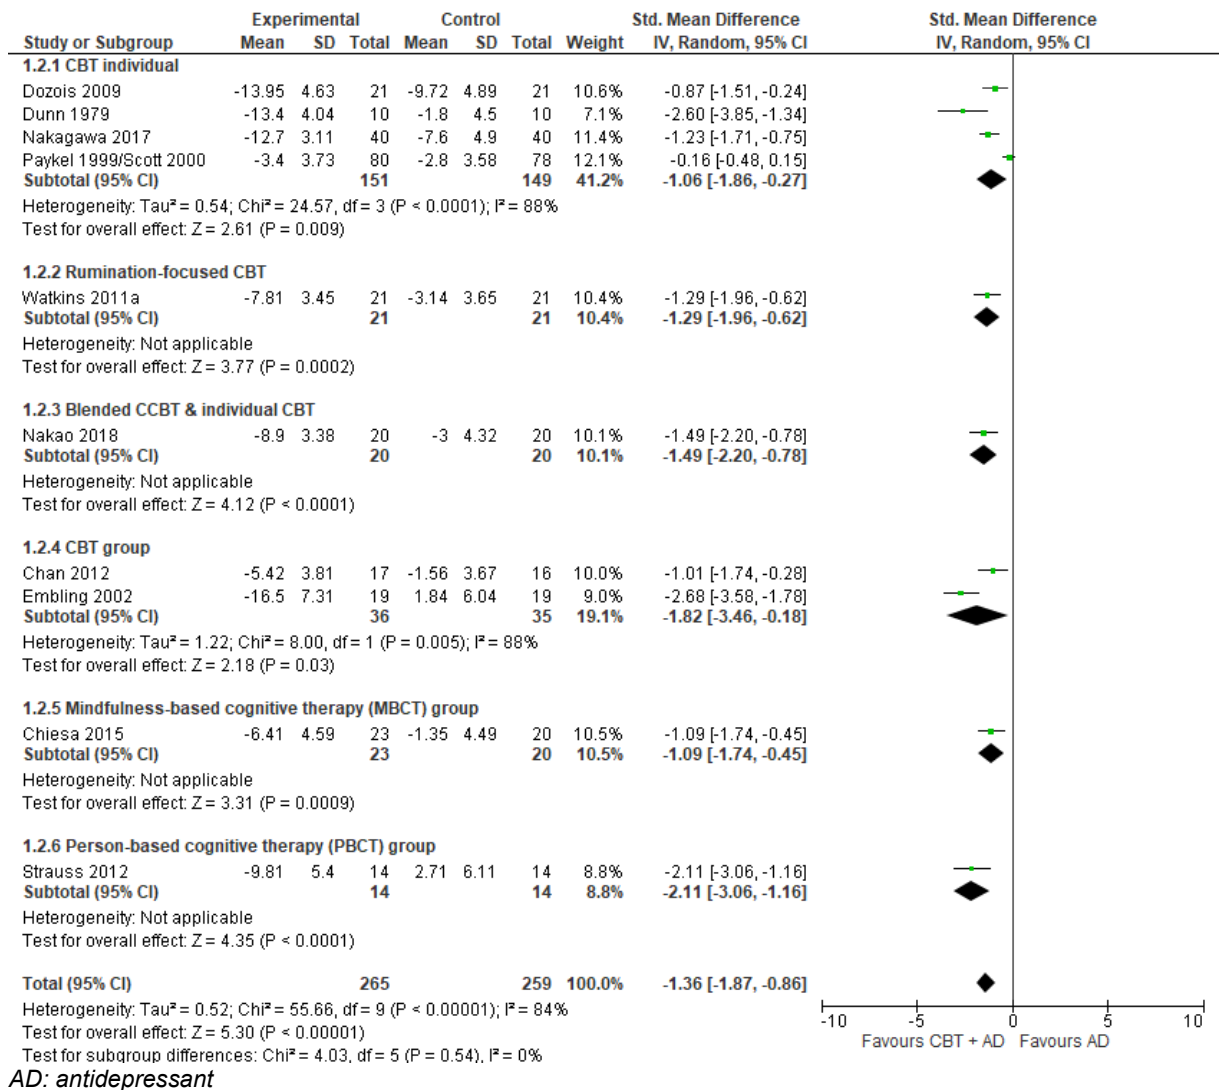 Experimental Control Std. Mean Difference Std. Mean Difference
Study or Subgroup Mean SD Total Mean SD Total Weight IV, Random, 95% CI IV, Random, 95% CI
1.2.1 CBT individual
Dozois 2009 -13.95 4.63 21 -9.72 4.89 21 10.6% -0.87 [-1.51, -0.24]
Dunn 1979 -13.4 4.04 10 -1.8 4.5 10 7.1% -2.60 [-3.85, -1.34]
Nakagawa 2017 -12.7 3.11 40 -7.6 4.9 40 11.4% -1.23 [-1.71, -0.75]
Paykel 1999/Scott 2000 -3.4 3.73 80 -2.8 3.58 78 12.1% -0.16 [-0.48, 0.15]
Subtotal (95% CI) 151 149 41.2% -1.06 [-1.86, -0.27]
Heterogeneity: Tau² = 0.54; Chi² = 24.57, df = 3 (P < 0.0001); I² = 88%
Test for overall effect: Z = 2.61 (P = 0.009)
1.2.2 Rumination-focused CBT
Watkins 2011a -7.81 3.45 21 -3.14 3.65 21 10.4% -1.29 [-1.96, -0.62]
Subtotal (95% CI) 21 21 10.4% -1.29 [-1.96, -0.62]
Heterogeneity: Not applicable
Test for overall effect: Z = 3.77 (P = 0.0002)
1.2.3 Blended CCBT & individual CBT
Nakao 2018 -8.9 3.38 20 -3 4.32 20 10.1% -1.49 [-2.20, -0.78]
Subtotal (95% CI) 20 20 10.1% -1.49 [-2.20, -0.78]
Heterogeneity: Not applicable
Test for overall effect: Z = 4.12 (P < 0.0001)
1.2.4 CBT group
Chan 2012 -5.42 3.81 17 -1.56 3.67 16 10.0% -1.01 [-1.74, -0.28]
Embling 2002 -16.5 7.31 19 1.84 6.04 19 9.0% -2.68 [-3.58, -1.78]
Subtotal (95% CI) 36 35 19.1% -1.82 [-3.46, -0.18]
Heterogeneity: Tau² = 1.22; Chi² = 8.00, df = 1 (P = 0.005); I² = 88%
Test for overall effect: Z = 2.18 (P = 0.03)
1.2.5 Mindfulness-based cognitive therapy (MBCT) group
Chiesa 2015 -6.41 4.59 23 -1.35 4.49 20 10.5% -1.09 [-1.74, -0.45]
Subtotal (95% CI) 23 20 10.5% -1.09 [-1.74, -0.45]
Heterogeneity: Not applicable
Test for overall effect: Z = 3.31 (P = 0.0009)
1.2.6 Person-based cognitive therapy (PBCT) group
Strauss 2012 -9.81 5.4 14 2.71 6.11 14 8.8% -2.11 [-3.06, -1.16]
Subtotal (95% CI) 14 14 8.8% -2.11 [-3.06, -1.16]
Heterogeneity: Not applicable
Test for overall effect: Z = 4.35 (P < 0.0001)
Total (95% CI) 265 259 100.0% -1.36 [-1.87, -0.86]
Heterogeneity: Tau² = 0.52; Chi² = 55.66, df = 9 (P < 0.00001); I² = 84%
Test for overall effect: Z = 5.30 (P < 0.00001)
Test for subgroup differences: Chi² = 4.03, df = 5 (P = 0.54), I² = 0%
-10 -5 0 5 10
Favours CBT + AD Favours AD
AD: antidepressant